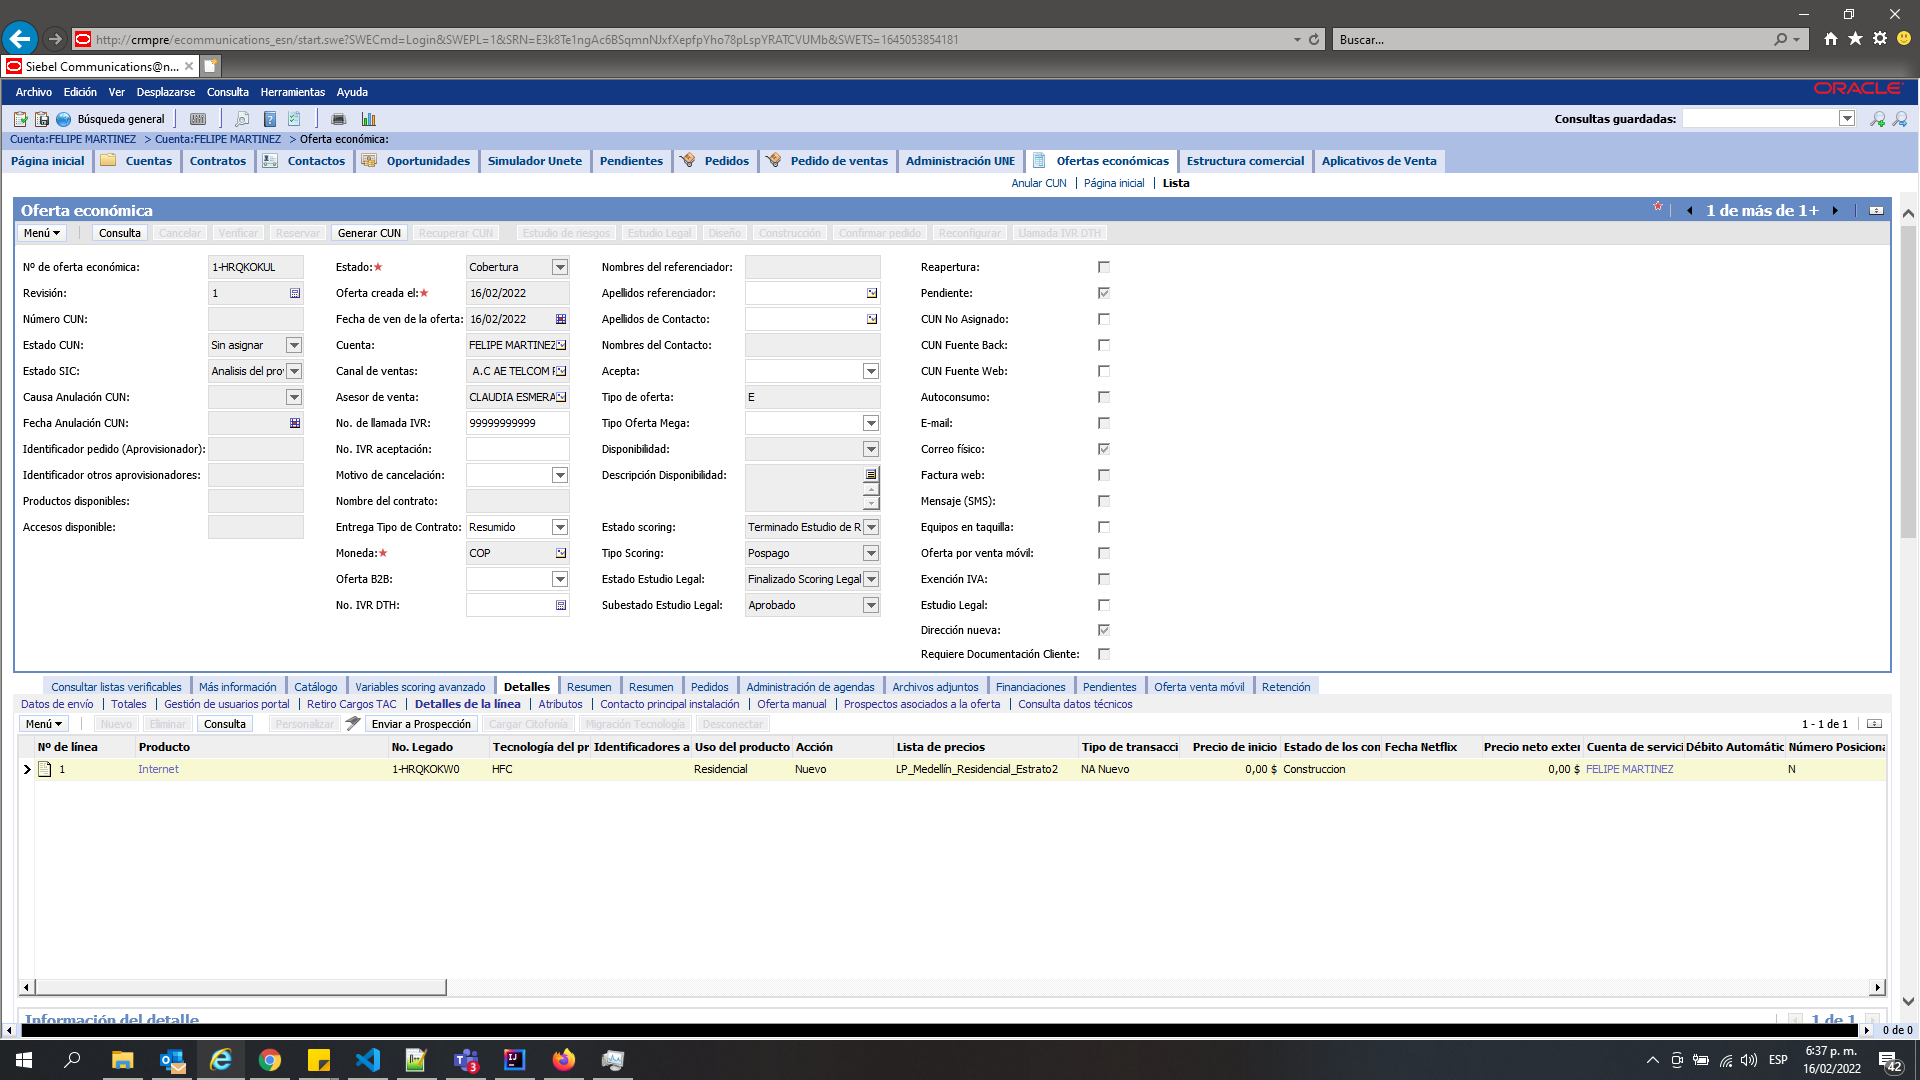 http://crmpre/ecommunications_esn/start.swe?SWECmd=Login&SWEPL=1&SRN=E3k8Te1ngAc6BSqmnNJxfXepfpYho78pLspYRATCVUMb&SWETS=1645053854181
Buscar...
Siebel Communications@n...
Archivo Edición Ver Desplazarse Consulta Herramientas Ayuda
ORACLE
Búsqueda general
Consultas guardadas:
Cuenta:FELIPE MARTINEZ > Cuenta:FELIPE MARTINEZ > Oferta económica:
Página inicial Cuentas Contratos Contactos Oportunidades Simulador Unete Pendientes Pedidos Pedido de ventas Administración UNE Ofertas económicas Estructura comercial Aplicativos de Venta
Anular CUN Página inicial Lista
Oferta económica
1 de más de 1+
Menú Consulta Cancelar Verificar Reservar Generar CUN Recuperar CUN Estudio de riesgos Estudio Legal Diseño Construcción Confirmar pedido Reconfigurar Llamada IVR DTH
Nº de oferta económica: 1-HRQKOKUL Estado:★ Cobertura Nombres del referenciador: Reapertura:
Revisión: 1 Oferta creada el:★ 16/02/2022 Apellidos referenciador: Pendiente:
Número CUN: Fecha de ven de la oferta: 16/02/2022 Apellidos de Contacto: CUN No Asignado:
Estado CUN: Sin asignar Cuenta: FELIPE MARTINEZ Nombres del Contacto: CUN Fuente Back:
Estado SIC: Analisis del pro Canal de ventas: A.C AE TELCOM Acepta: CUN Fuente Web:
Causa Anulación CUN: Asesor de venta: CLAUDIA ESMERA Tipo de oferta: E Autoconsumo:
Fecha Anulación CUN: No. de llamada IVR: 99999999999 Tipo Oferta Mega: E-mail:
Identificador pedido (Aprovisionador): No. IVR aceptación: Disponibilidad: Correo físico:
Identificador otros aprovisionadores: Motivo de cancelación: Descripción Disponibilidad: Factura web:
Productos disponibles: Nombre del contrato: Mensaje (SMS):
Accesos disponible: Entrega Tipo de Contrato: Resumido Estado scoring: Terminado Estudio de R Equipos en taquilla:
Moneda:★ COP Tipo Scoring: Pospago Oferta por venta móvil:
Oferta B2B: Estado Estudio Legal: Finalizado Scoring Legal Exención IVA:
No. IVR DTH: Subestado Estudio Legal: Aprobado Estudio Legal:
Dirección nueva:
Requiere Documentación Cliente:
Consultar listas verificables Más información Catálogo Variables scoring avanzado Detalles Resumen Resumen Pedidos Administración de agendas Archivos adjuntos Financiaciones Pendientes Oferta venta móvil Retención
Datos de envío Totales Gestión de usuarios portal Retiro Cargos TAC Detalles de la línea Atributos Contacto principal instalación Oferta manual Prospectos asociados a la oferta Consulta datos técnicos
Menú Nuevo Eliminar Consulta Personalizar Enviar a Prospección Cargar Citofonía Migración Tecnología Desconectar 1 - 1 de 1
Nº de línea Producto No. Legado Tecnología del pr Identificadores a Uso del producto Acción Lista de precios Tipo de transacci Precio de inicio Estado de los con Fecha Netflix Precio neto exter Cuenta de servici Débito Automátic Número Posiciona
1 Internet 1-HRQKOKW0 HFC Residencial Nuevo LP_Medellín_Residencial_Estrato2 NA Nuevo 0,00 $ Construccion 0,00 $ FELIPE MARTINEZ N
Información del detalle 1 de 1
0 de 0
3
ESP
6:37 p. m.
16/02/2022
42